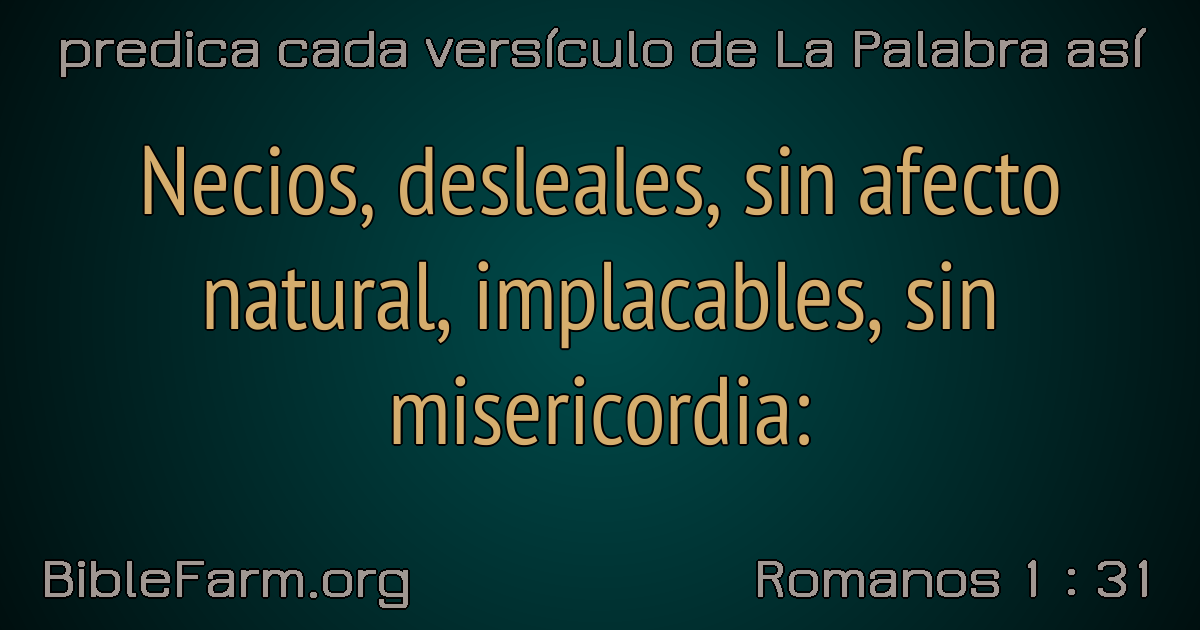 predica cada versículo de La Palabra así
Necios, desleales, sin afecto
natural, implacables, sin
misericordia:
BibleFarm.org
Romanos 1 : 31